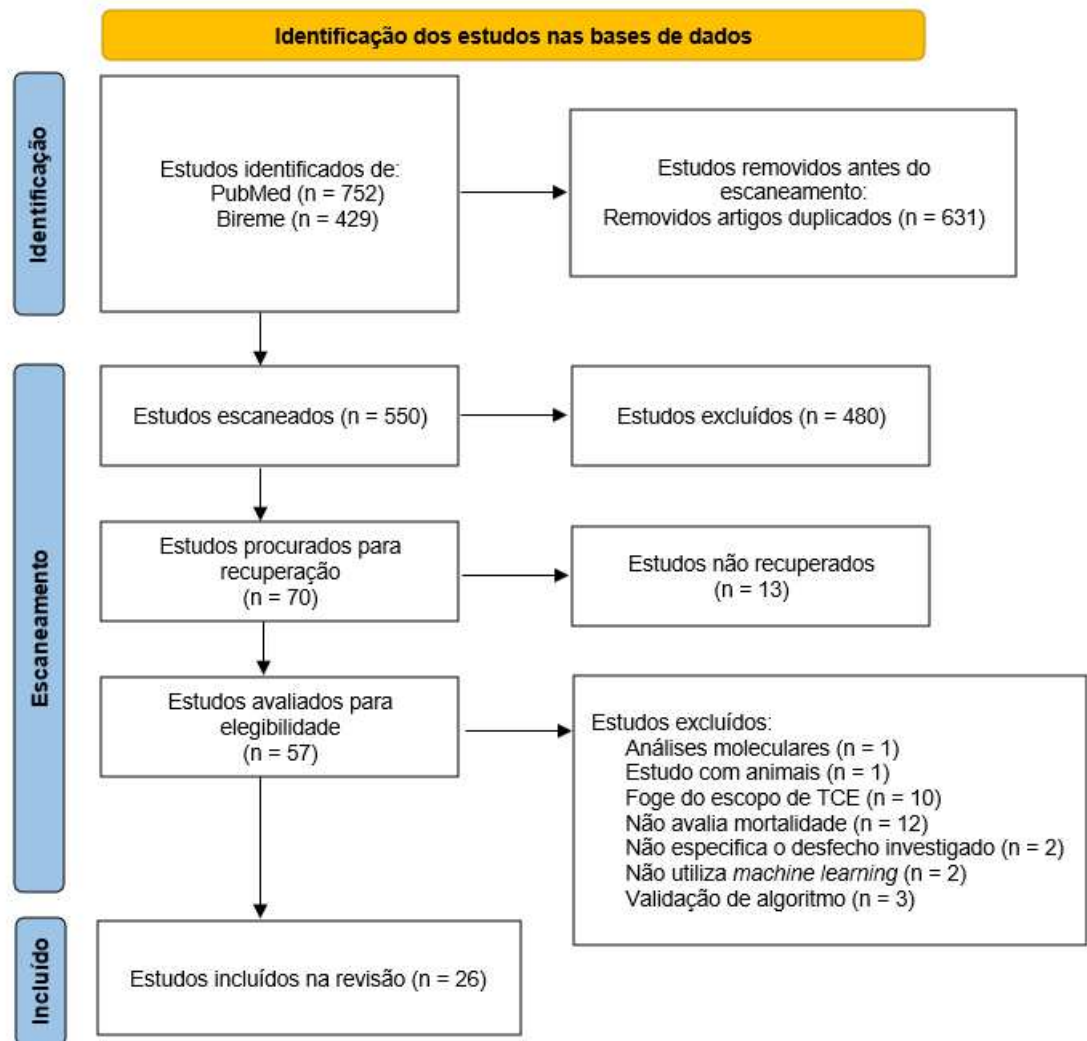 Identificação dos estudos nas bases de dados
Identificação
Estudos identificados de:
PubMed (n = 752)
Bireme (n = 429)
Estudos removidos antes do
escaneamento:
Removidos artigos duplicados (n = 631)
Escaneamento
Estudos escaneados (n = 550)
Estudos excluídos (n = 480)
Estudos procurados para
recuperação
(n = 70)
Estudos não recuperados
(n = 13)
Estudos avaliados para
elegibilidade
(n = 57)
Estudos excluídos:
Análises moleculares (n = 1)
Estudo com animais (n = 1)
Foge do escopo de TCE (n = 10)
Não avalia mortalidade (n = 12)
Não especifica o desfecho investigado (n = 2)
Não utiliza machine learning (n = 2)
Validação de algoritmo (n = 3)
Incluído
Estudos incluídos na revisão (n = 26)